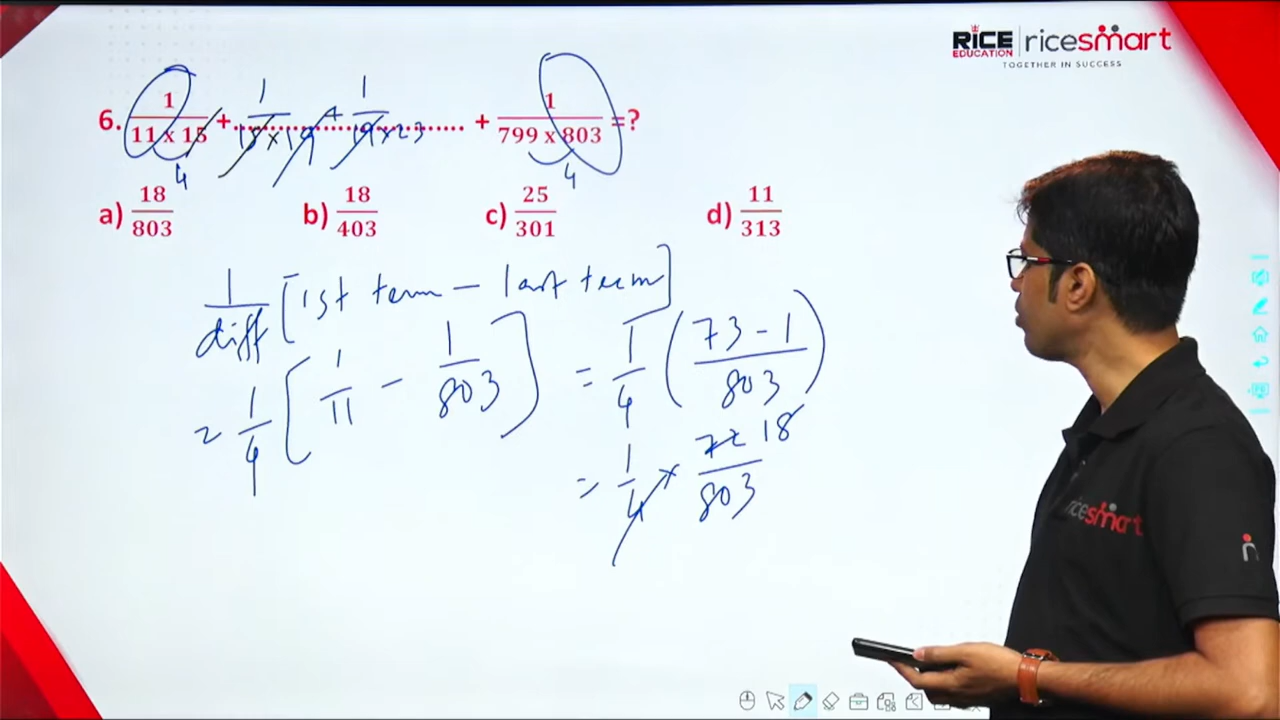 RICE EDUCATION | ricesmart
TOGETHER IN SUCCESS
6. 1/(11 x 15) + 1/(15 x 19) + 1/(19 x 23) .............................. + 1/(799 x 803) = ?
4 4
a) 18/803 b) 18/403 c) 25/301 d) 11/313
1/diff [1st term - last term]
= 1/4 [1/11 - 1/803] = 1/4 (73 - 1/803)
= 1/4 x 72/803 18
ricesmart